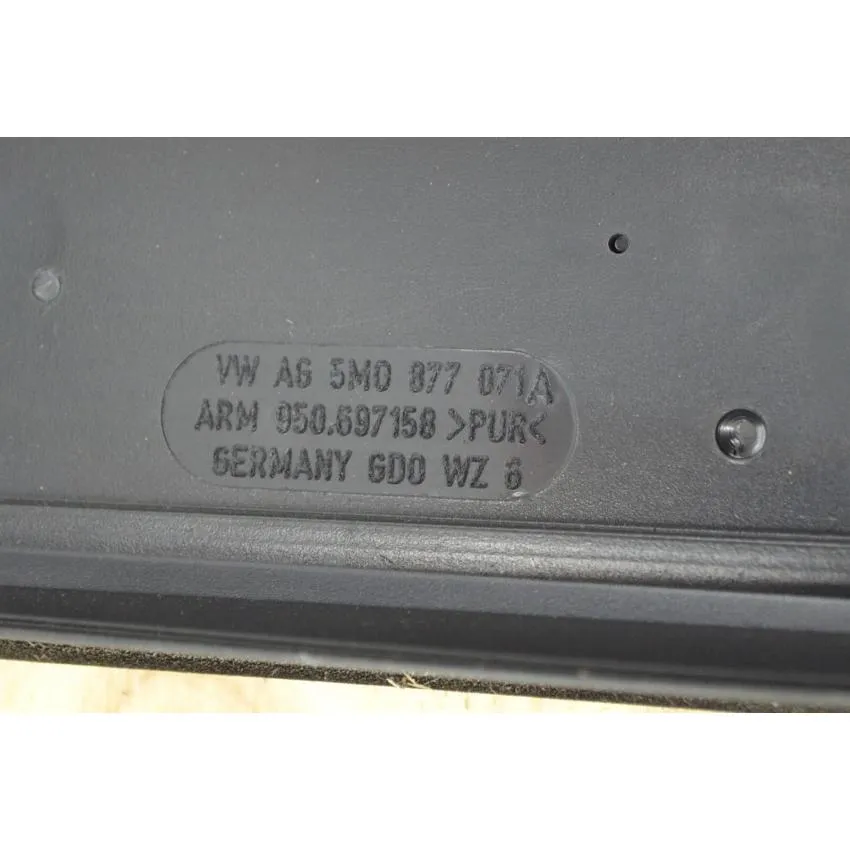 VW AG 5M0 877 071A
ARM 950.697158 >PUR<
GERMANY GD0 WZ 6